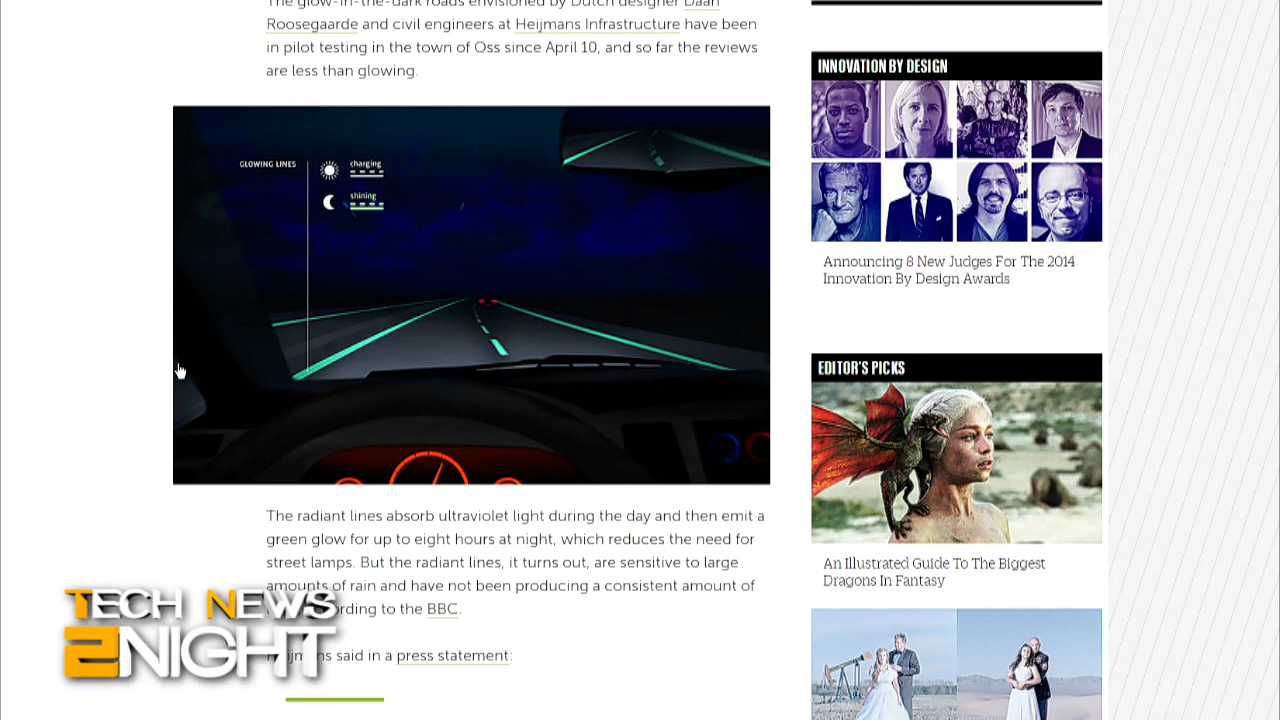 The glow-in-the-dark roads envisioned by Dutch designer Daan
Roosegaarde and civil engineers at Heijmans Infrastructure have been
in pilot testing in the town of Oss since April 10, and so far the reviews
are less than glowing.
GLOWING LINES
charging
shining
The radiant lines absorb ultraviolet light during the day and then emit a
green glow for up to eight hours at night, which reduces the need for
street lamps. But the radiant lines, it turns out, are sensitive to large
amounts of rain and have not been producing a consistent amount of
to the BBC.
said in a press statement:
TECH NEWS
2NIGHT
INNOVATION BY DESIGN
Announcing 8 New Judges For The 2014
Innovation By Design Awards
EDITOR'S PICKS
An Illustrated Guide To The Biggest
Dragons In Fantasy